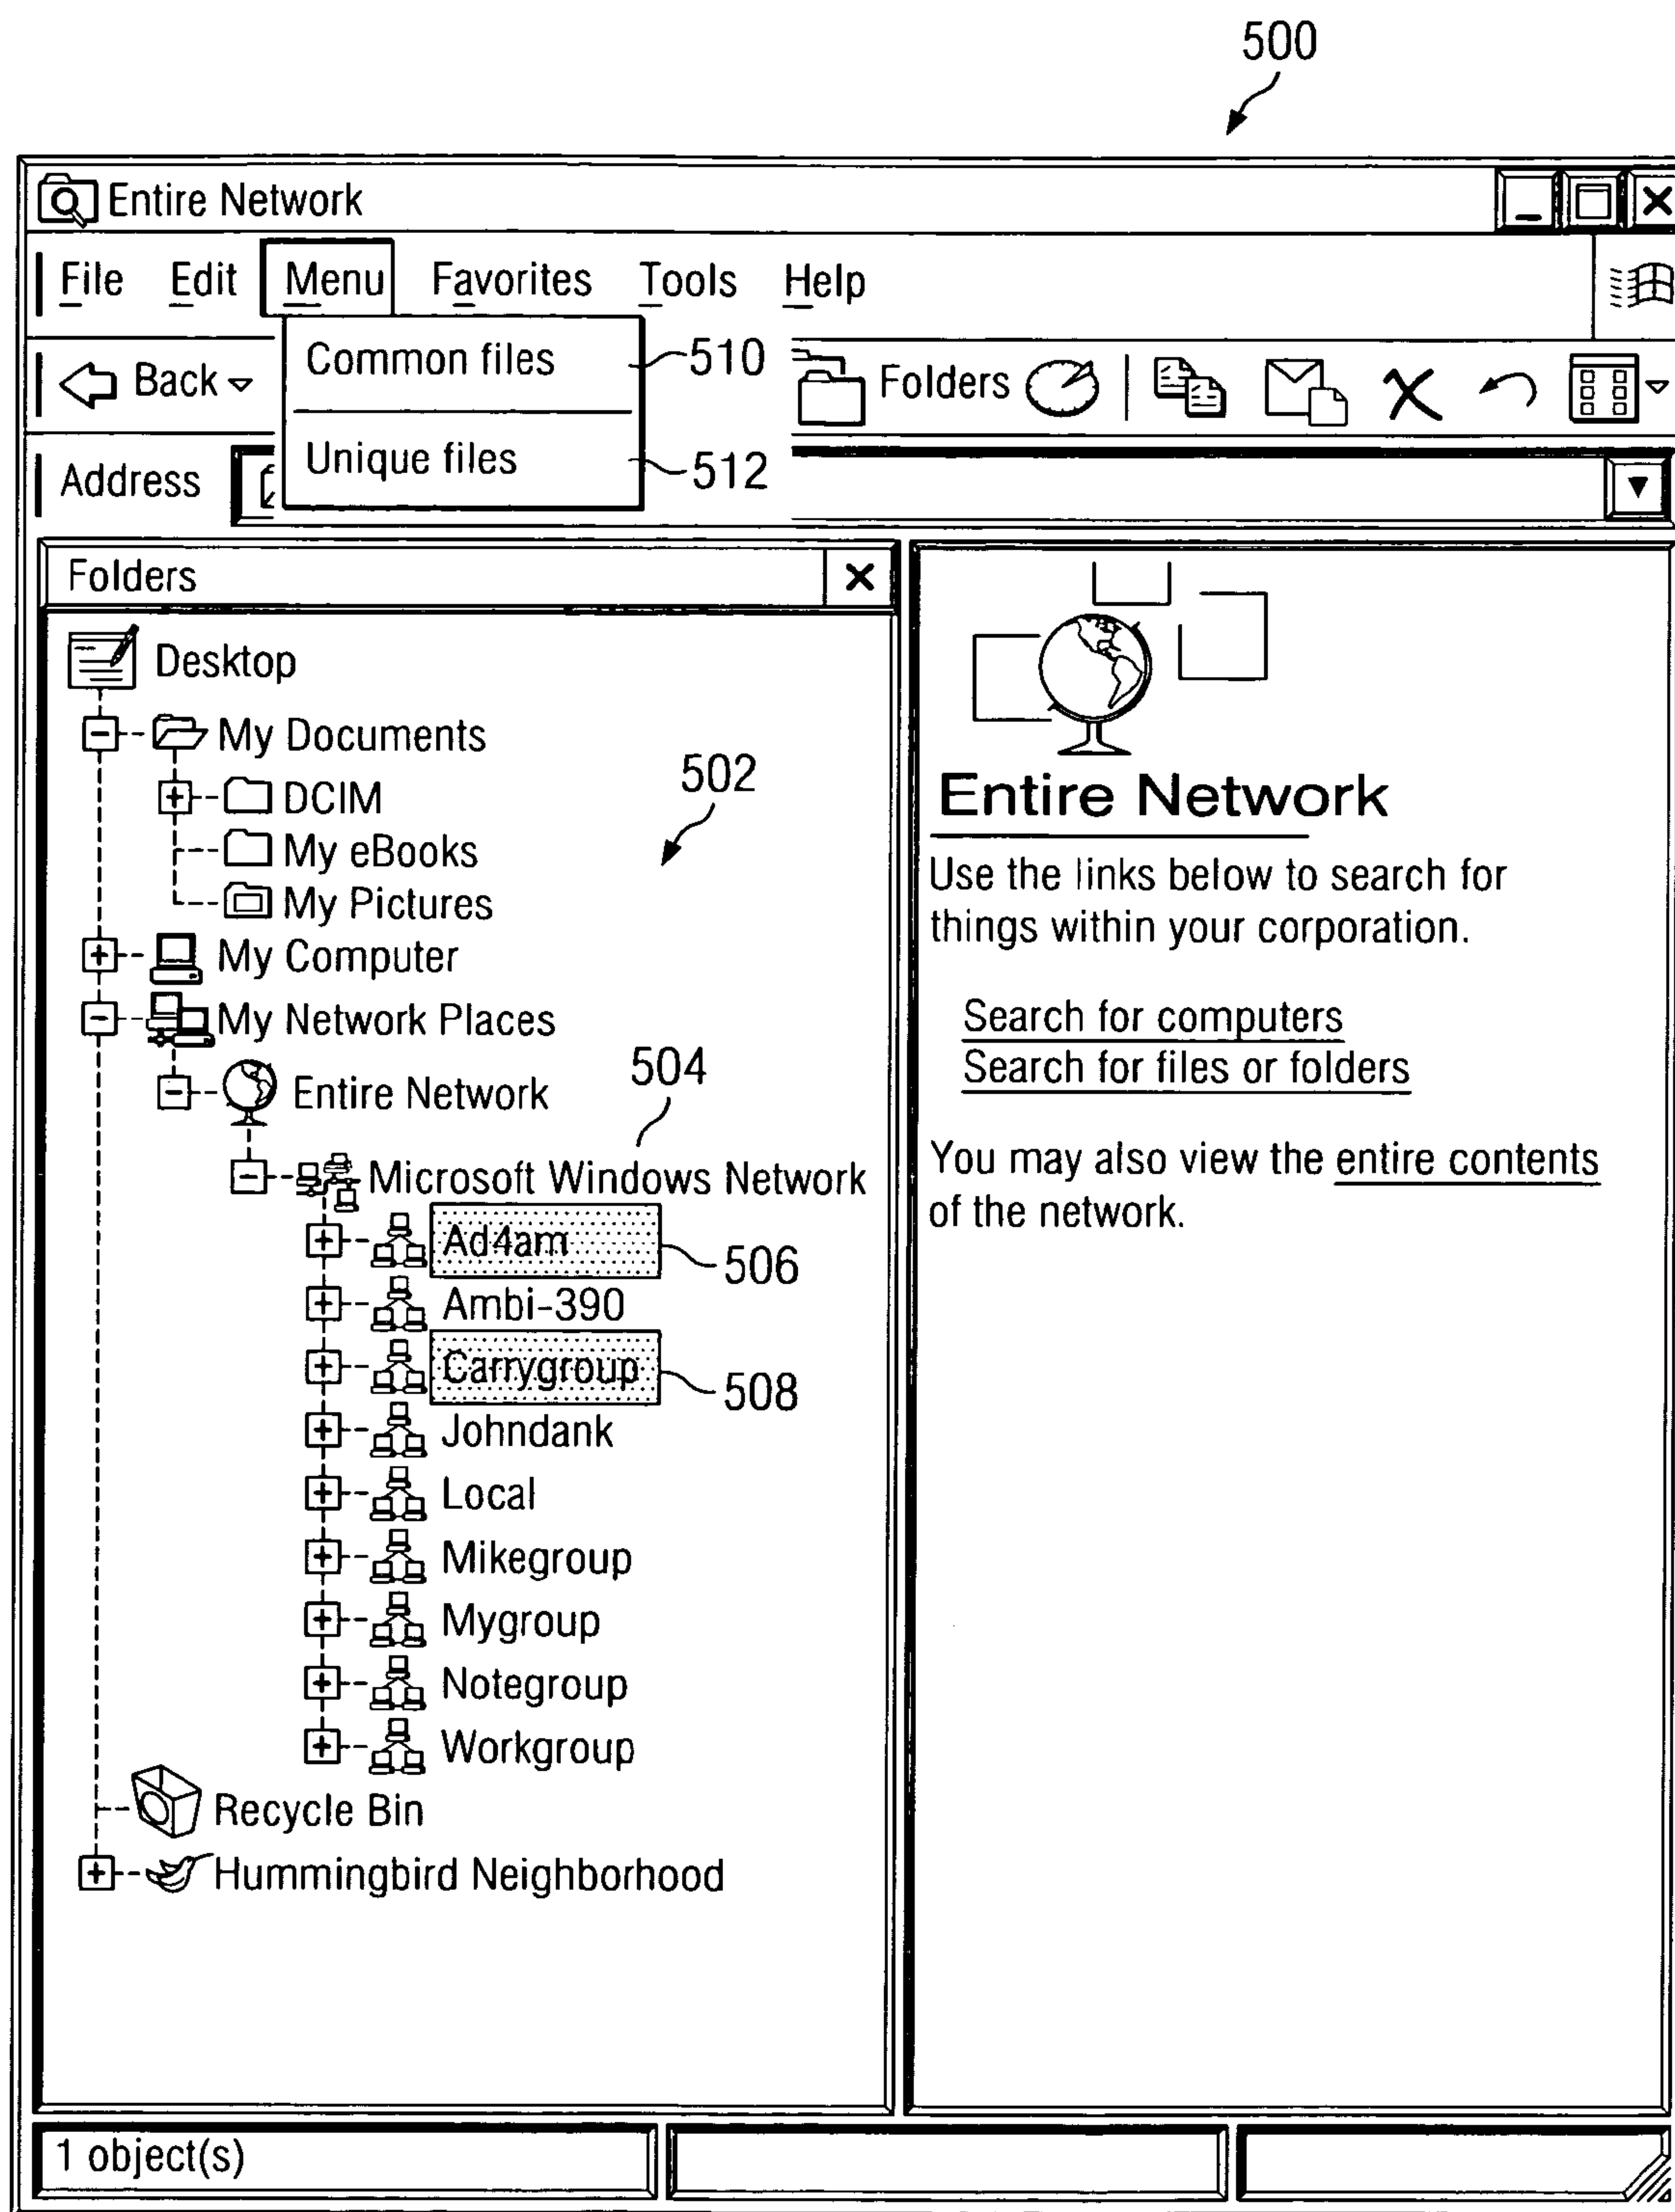 500
Entire Network
File Edit Menu Favorites Tools Help
Back Common files 510 Folders
Address Unique files 512
Folders
Desktop
My Documents
502
DCIM
My eBooks
My Pictures
My Computer
My Network Places
504
Entire Network
Microsoft Windows Network
Ad4am 506
Ambi-390
Carrygroup 508
Johndank
Local
Mikegroup
Mygroup
Notegroup
Workgroup
Recycle Bin
Hummingbird Neighborhood
Entire Network
Use the links below to search for
things within your corporation.
Search for computers
Search for files or folders
You may also view the entire contents
of the network.
1 object(s)